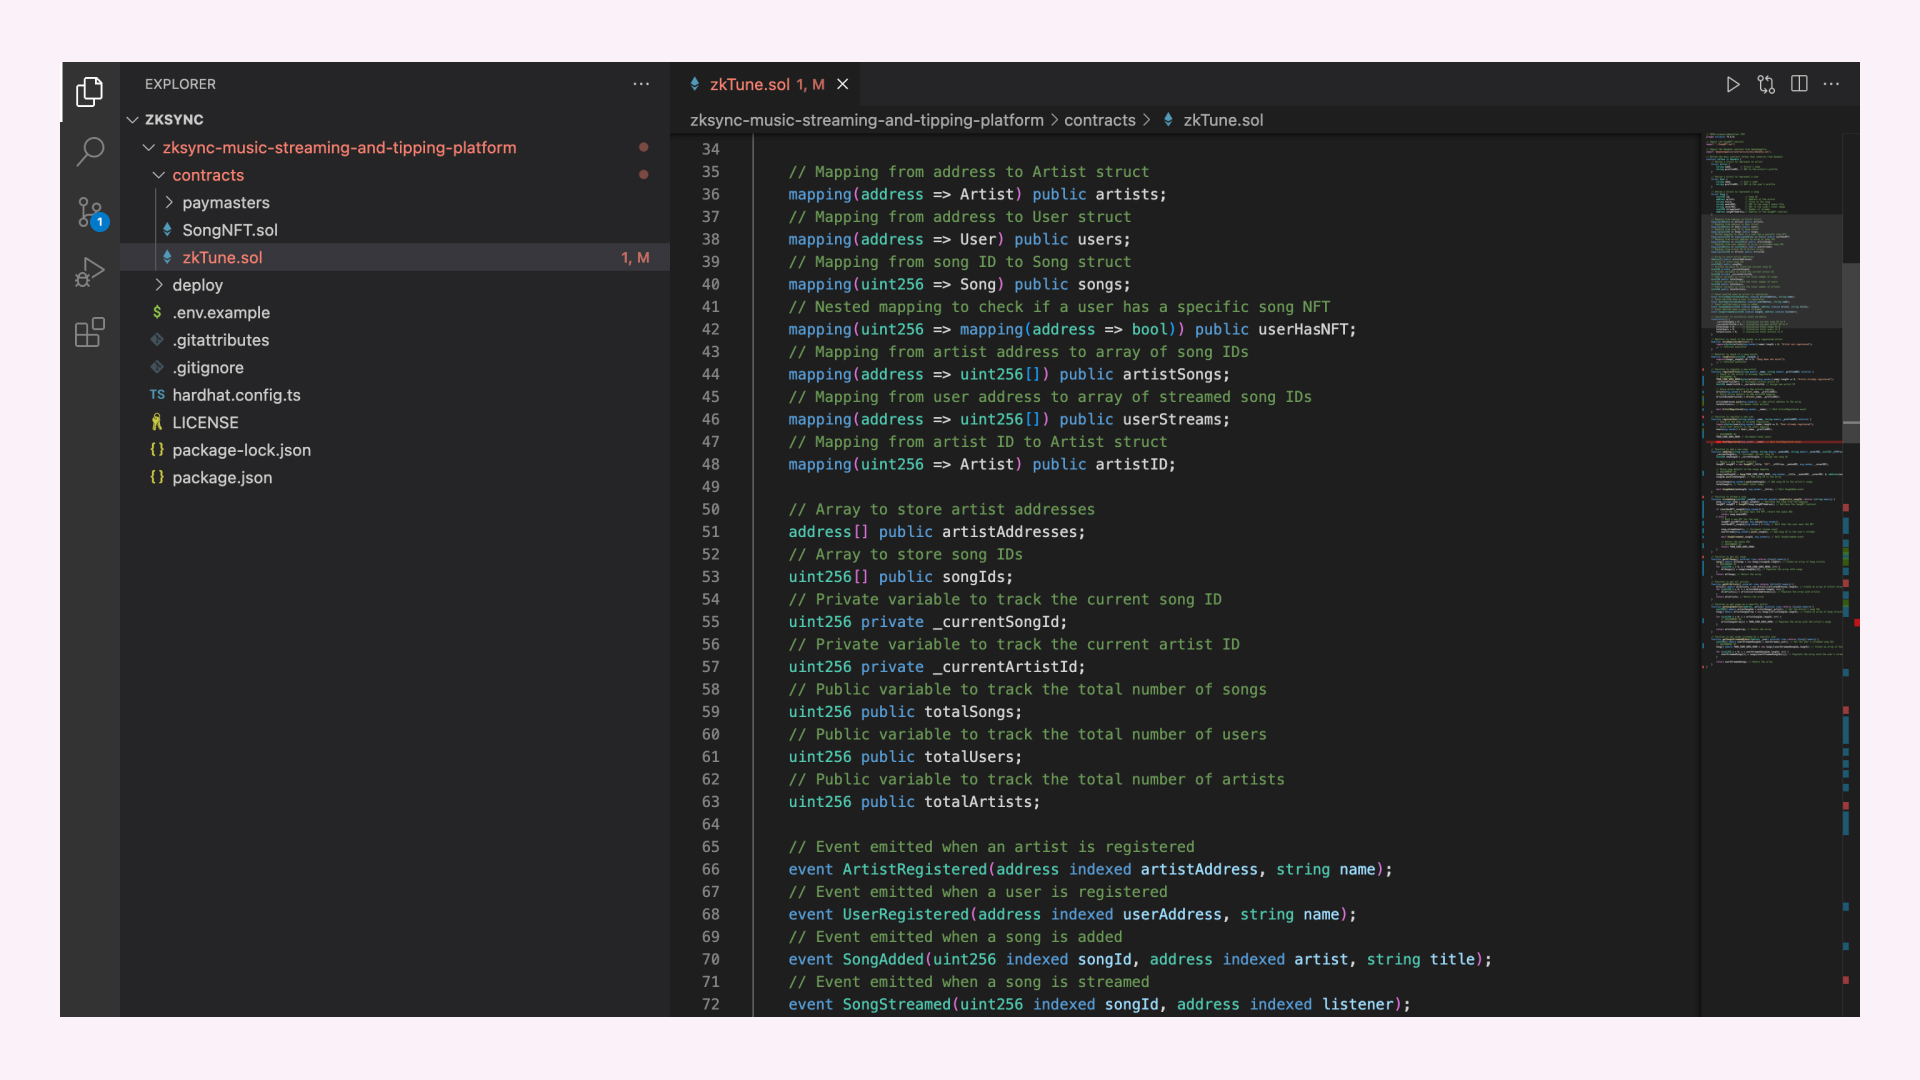 EXPLORER
ZKSYNC
zksync-music-streaming-and-tipping-platform
contracts
paymasters
SongNFT.sol
zkTune.sol 1, M
deploy
$ .env.example
.gitattributes
.gitignore
TS hardhat.config.ts
LICENSE
{} package-lock.json
{} package.json
1
zkTune.sol 1, M
zksync-music-streaming-and-tipping-platform > contracts > zkTune.sol
34
35 // Mapping from address to Artist struct
36 mapping(address => Artist) public artists;
37 // Mapping from address to User struct
38 mapping(address => User) public users;
39 // Mapping from song ID to Song struct
40 mapping(uint256 => Song) public songs;
41 // Nested mapping to check if a user has a specific song NFT
42 mapping(uint256 => mapping(address => bool)) public userHasNFT;
43 // Mapping from artist address to array of song IDs
44 mapping(address => uint256[]) public artistSongs;
45 // Mapping from user address to array of streamed song IDs
46 mapping(address => uint256[]) public userStreams;
47 // Mapping from artist ID to Artist struct
48 mapping(uint256 => Artist) public artistID;
49
50 // Array to store artist addresses
51 address[] public artistAddresses;
52 // Array to store song IDs
53 uint256[] public songIds;
54 // Private variable to track the current song ID
55 uint256 private _currentSongId;
56 // Private variable to track the current artist ID
57 uint256 private _currentArtistId;
58 // Public variable to track the total number of songs
59 uint256 public totalSongs;
60 // Public variable to track the total number of users
61 uint256 public totalUsers;
62 // Public variable to track the total number of artists
63 uint256 public totalArtists;
64
65 // Event emitted when an artist is registered
66 event ArtistRegistered(address indexed artistAddress, string name);
67 // Event emitted when a user is registered
68 event UserRegistered(address indexed userAddress, string name);
69 // Event emitted when a song is added
70 event SongAdded(uint256 indexed songId, address indexed artist, string title);
71 // Event emitted when a song is streamed
72 event SongStreamed(uint256 indexed songId, address indexed listener);